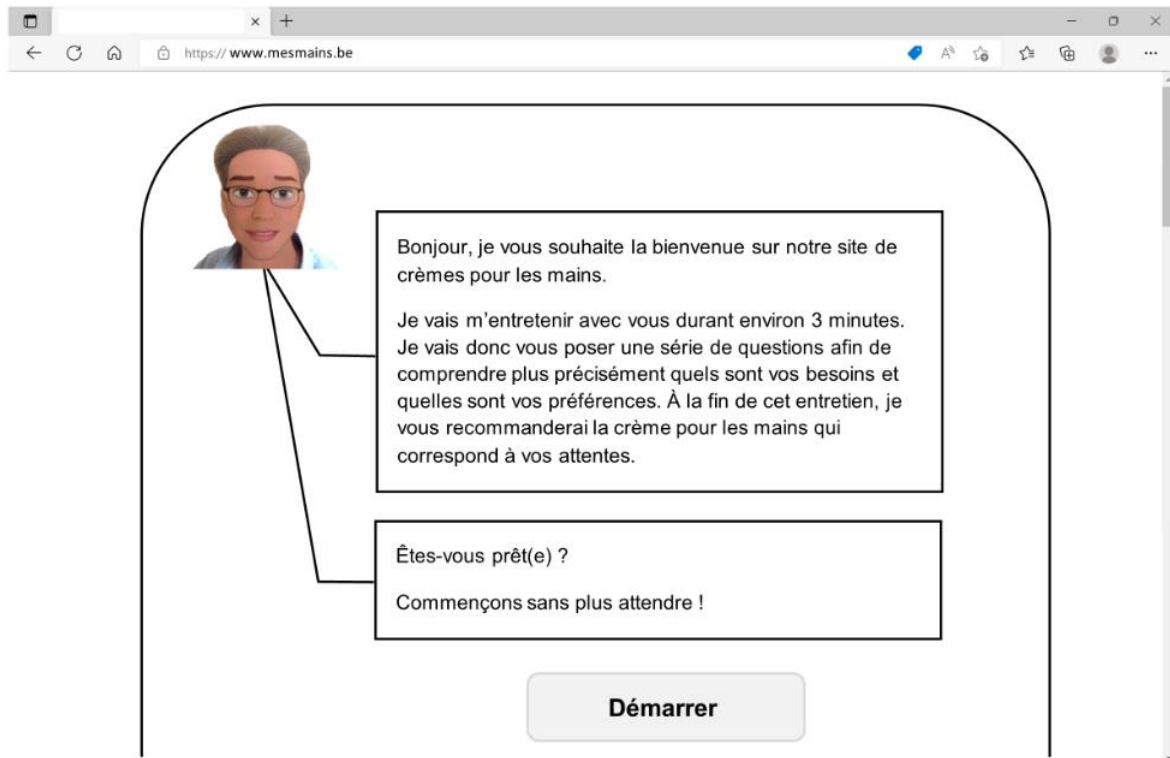 https://www.mesmains.be
Bonjour, je vous souhaite la bienvenue sur notre site de
crèmes pour les mains.
Je vais m’entretenir avec vous durant environ 3 minutes.
Je vais donc vous poser une série de questions afin de
comprendre plus précisément quels sont vos besoins et
quelles sont vos préférences. À la fin de cet entretien, je
vous recommanderai la crème pour les mains qui
correspond à vos attentes.
Êtes-vous prêt(e) ?
Commençons sans plus attendre !
Démarrer